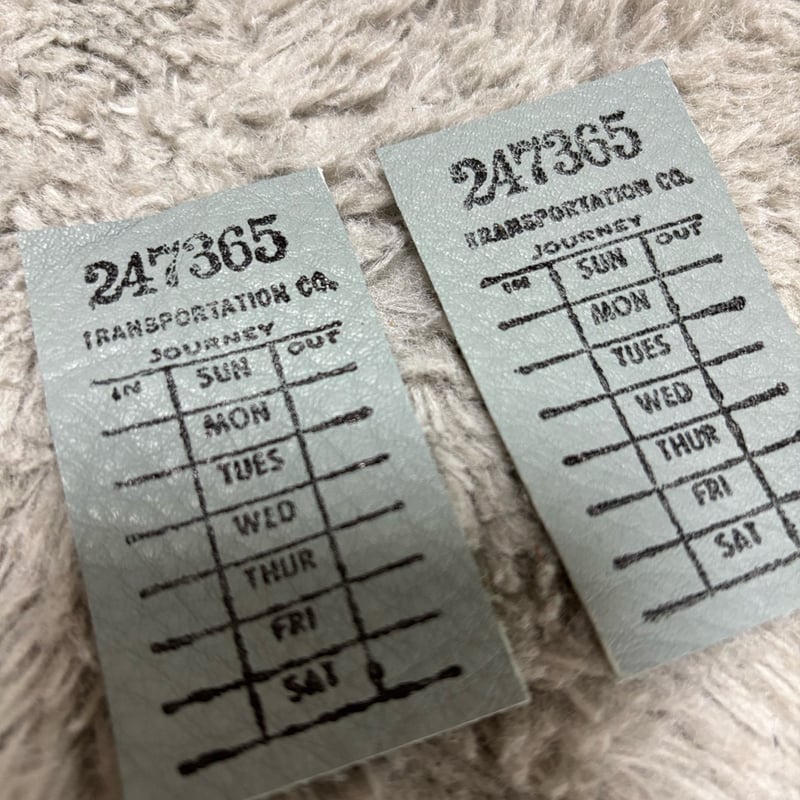 247365
TRANSPORTATION CO.
JOURNEY
IN SUN OUT
MON
TUES
WED
THUR
FRI
SAT
247365
TRANSPORTATION CO.
JOURNEY
IN SUN OUT
MON
TUES
WED
THUR
FRI
SAT